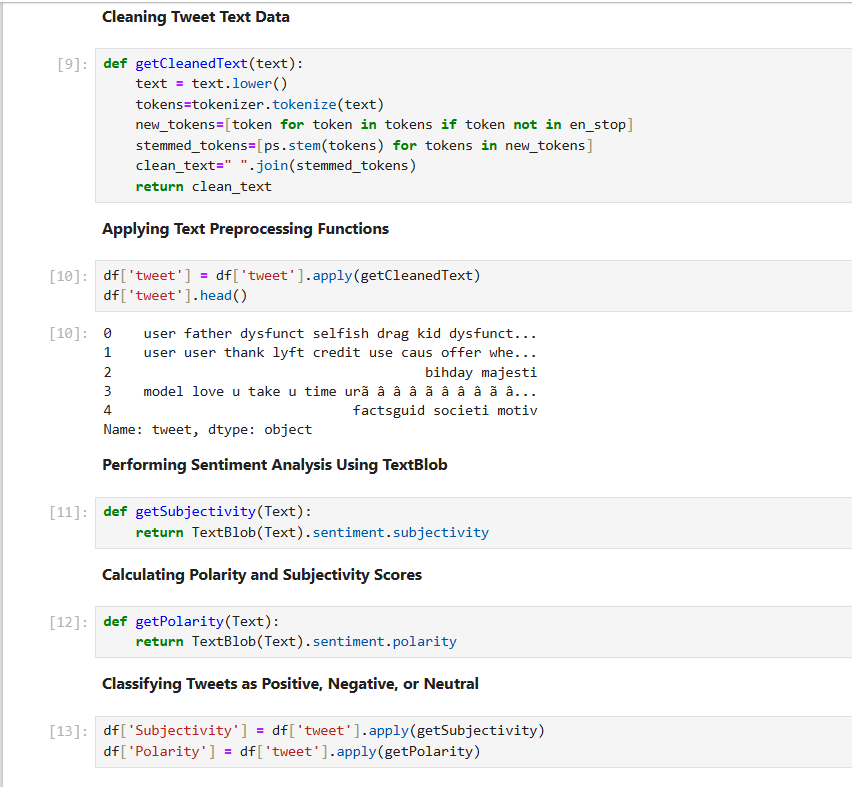 Cleaning Tweet Text Data
[9]: def getCleanedText(text):
    text = text.lower()
    tokens=tokenizer.tokenize(text)
    new_tokens=[token for token in tokens if token not in en_stop]
    stemmed_tokens=[ps.stem(tokens) for tokens in new_tokens]
    clean_text=" ".join(stemmed_tokens)
    return clean_text
Applying Text Preprocessing Functions
[10]: df['tweet'] = df['tweet'].apply(getCleanedText)
df['tweet'].head()
[10]: 0    user father dysfunct selfish drag kid dysfunct...
1    user user thank lyft credit use caus offer whe...
2                                       bihday majesti
3    model love u take u time urã â â â ã â â â ã â...
4                              factsguid societi motiv
Name: tweet, dtype: object
Performing Sentiment Analysis Using TextBlob
[11]: def getSubjectivity(Text):
    return TextBlob(Text).sentiment.subjectivity
Calculating Polarity and Subjectivity Scores
[12]: def getPolarity(Text):
    return TextBlob(Text).sentiment.polarity
Classifying Tweets as Positive, Negative, or Neutral
[13]: df['Subjectivity'] = df['tweet'].apply(getSubjectivity)
df['Polarity'] = df['tweet'].apply(getPolarity)